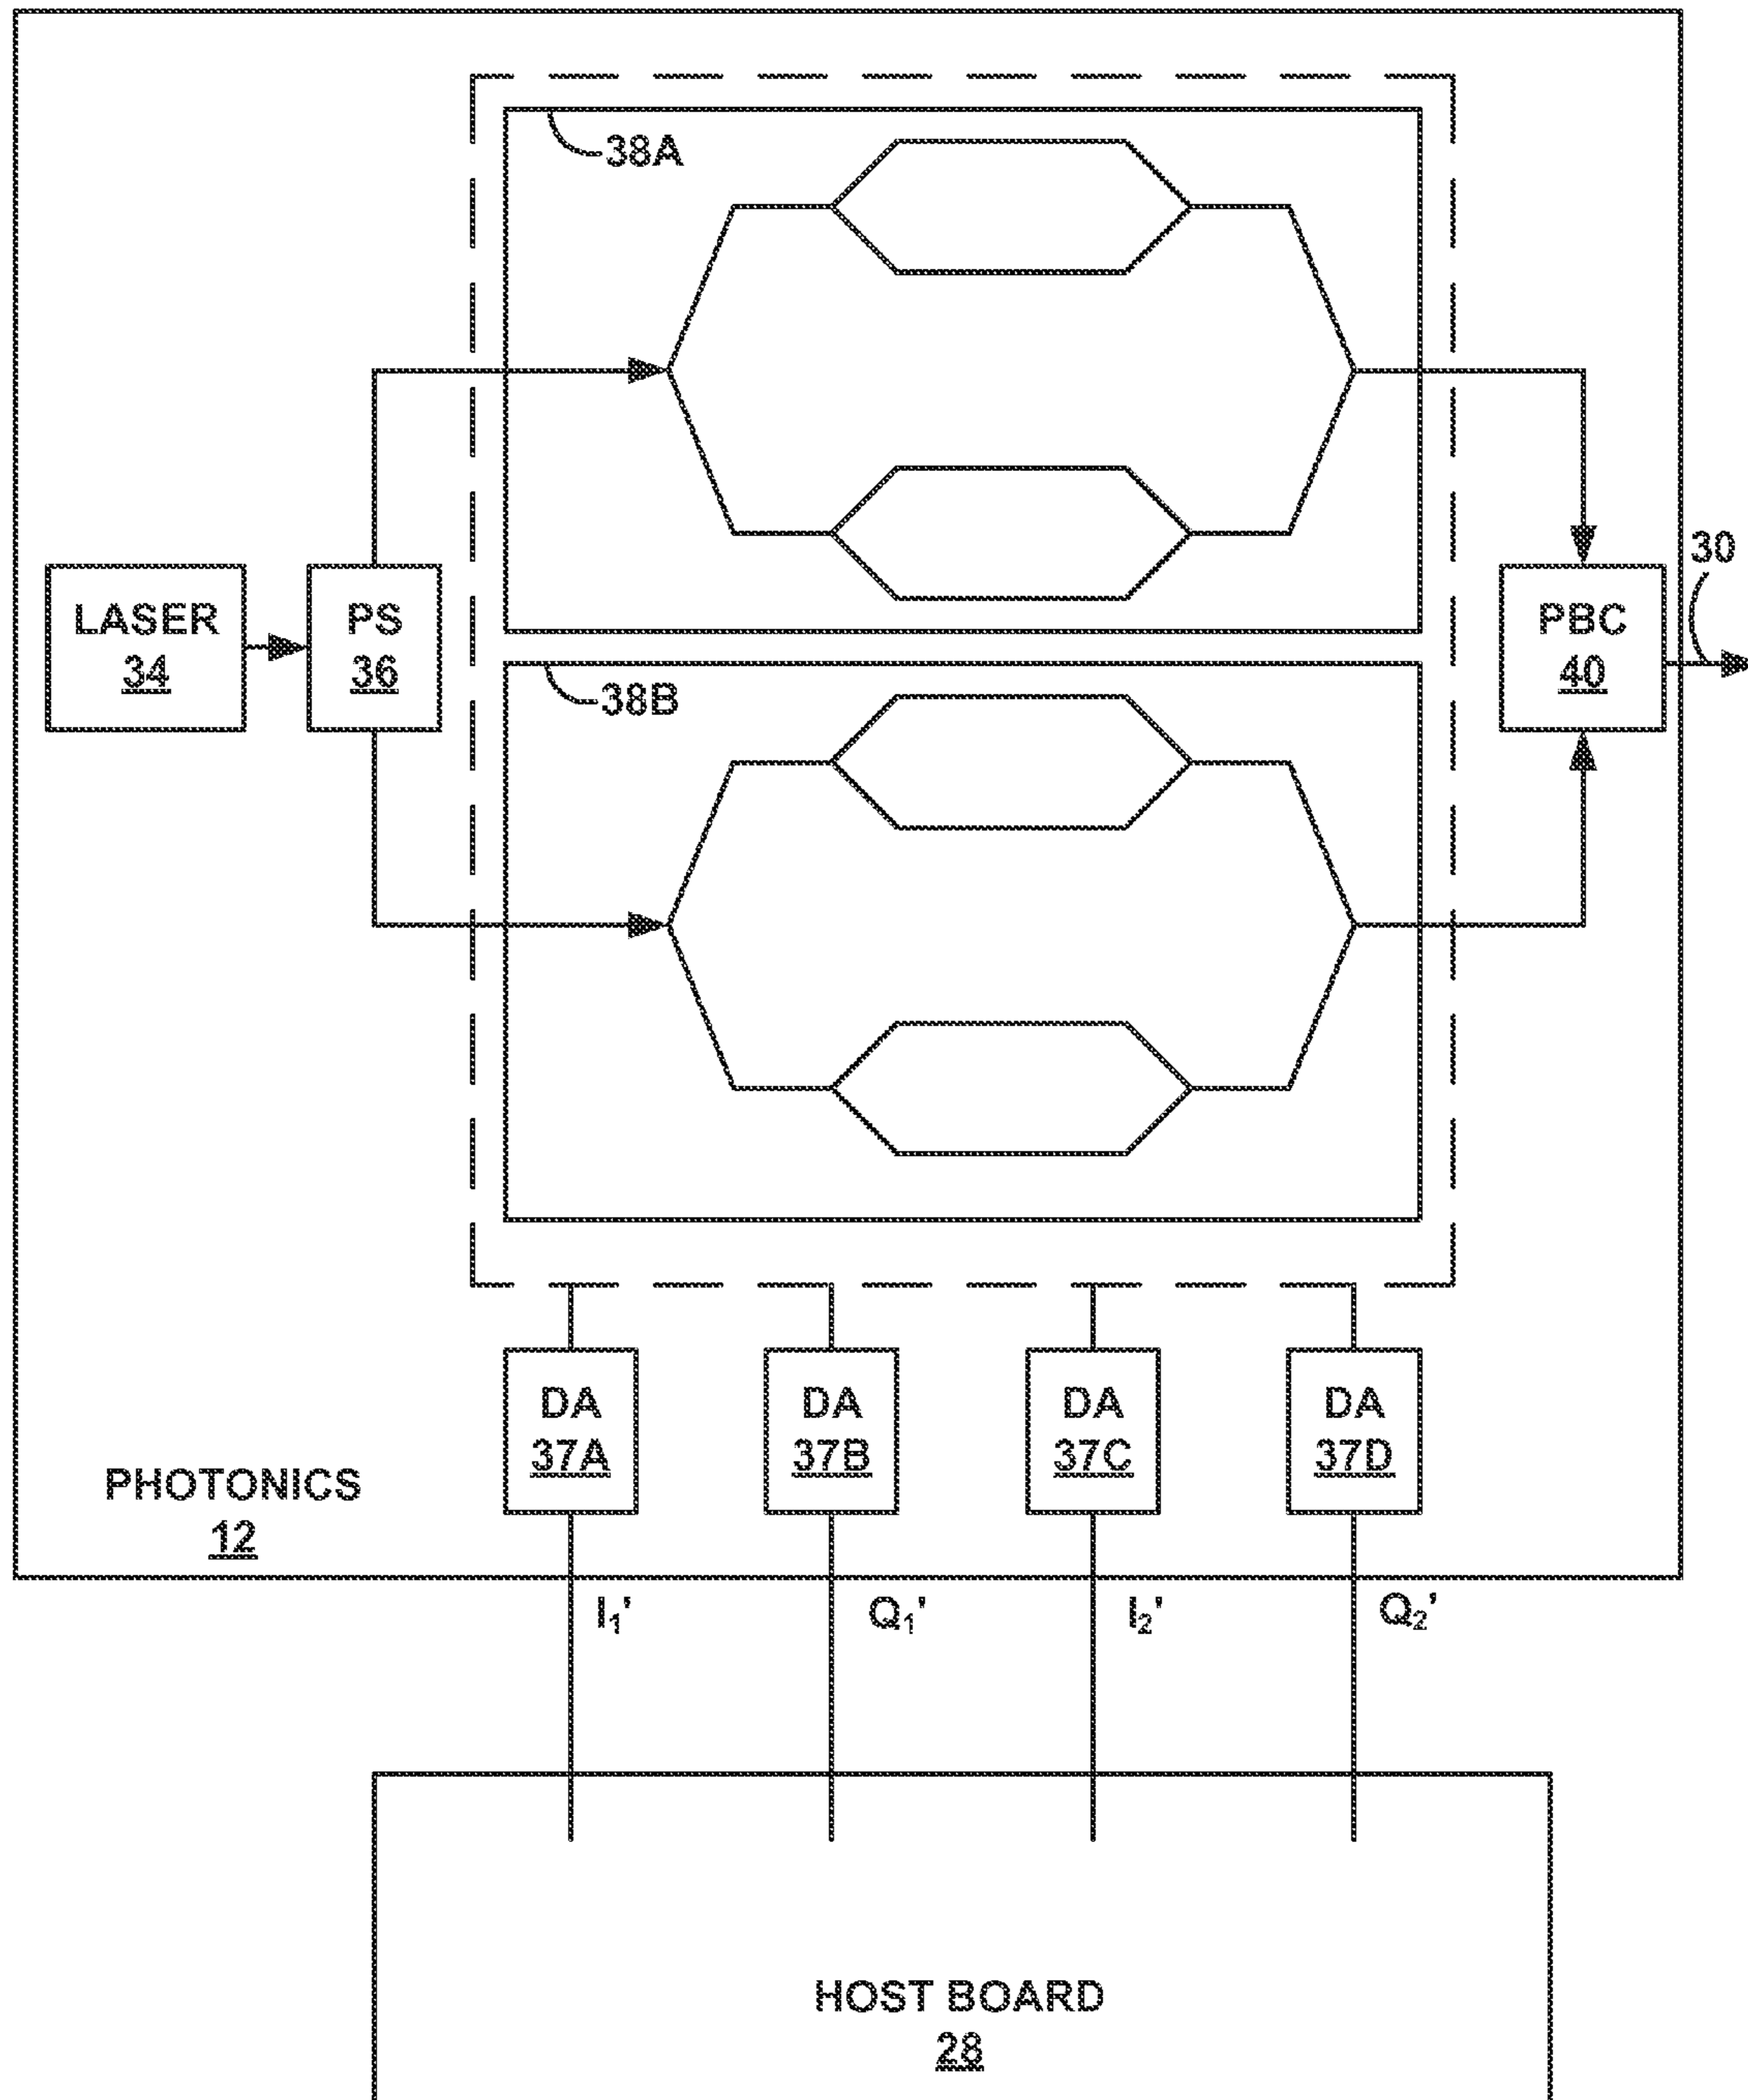 38A
30
LASER
34
PS
36
PBC
40
38B
DA
37A
DA
37B
DA
37C
DA
37D
PHOTONICS
12
I₁'
Q₁'
I₂'
Q₂'
HOST BOARD
28